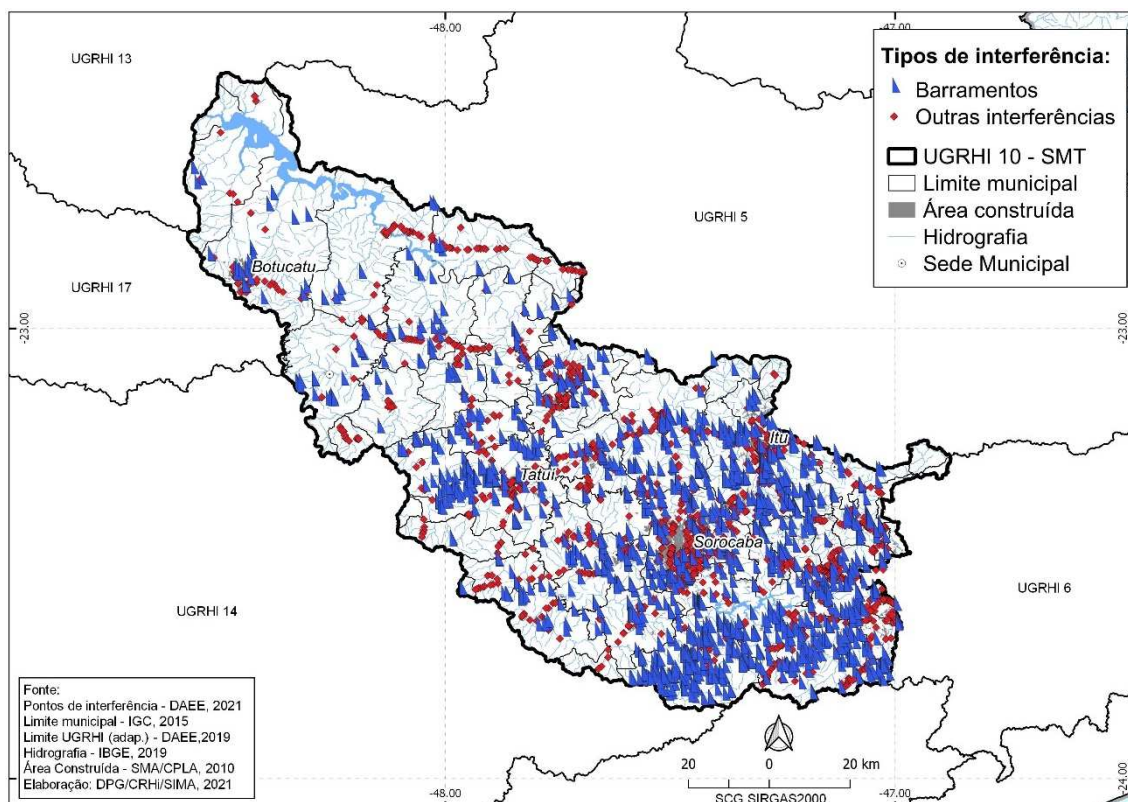 -48.00
-47.00
UGRHI 13
Tipos de interferência:
Barramentos
Outras interferências
UGRHI 10 - SMT
Limite municipal
Área construída
Hidrografia
Sede Municipal
UGRHI 5
Botucatu
UGRHI 17
-23.00
-23.00
Itu
Tatuí
Sorocaba
UGRHI 6
UGRHI 14
Fonte:
Pontos de interferência - DAEE, 2021
Limite municipal - IGC, 2015
Limite UGRHI (adap.) - DAEE,2019
Hidrografia - IBGE, 2019
Área Construída - SMA/CPLA, 2010
Elaboração: DPG/CRHi/SIMA, 2021
20 0 20 km
SCG SIRGAS2000
-24.00
-48.00
-47.00